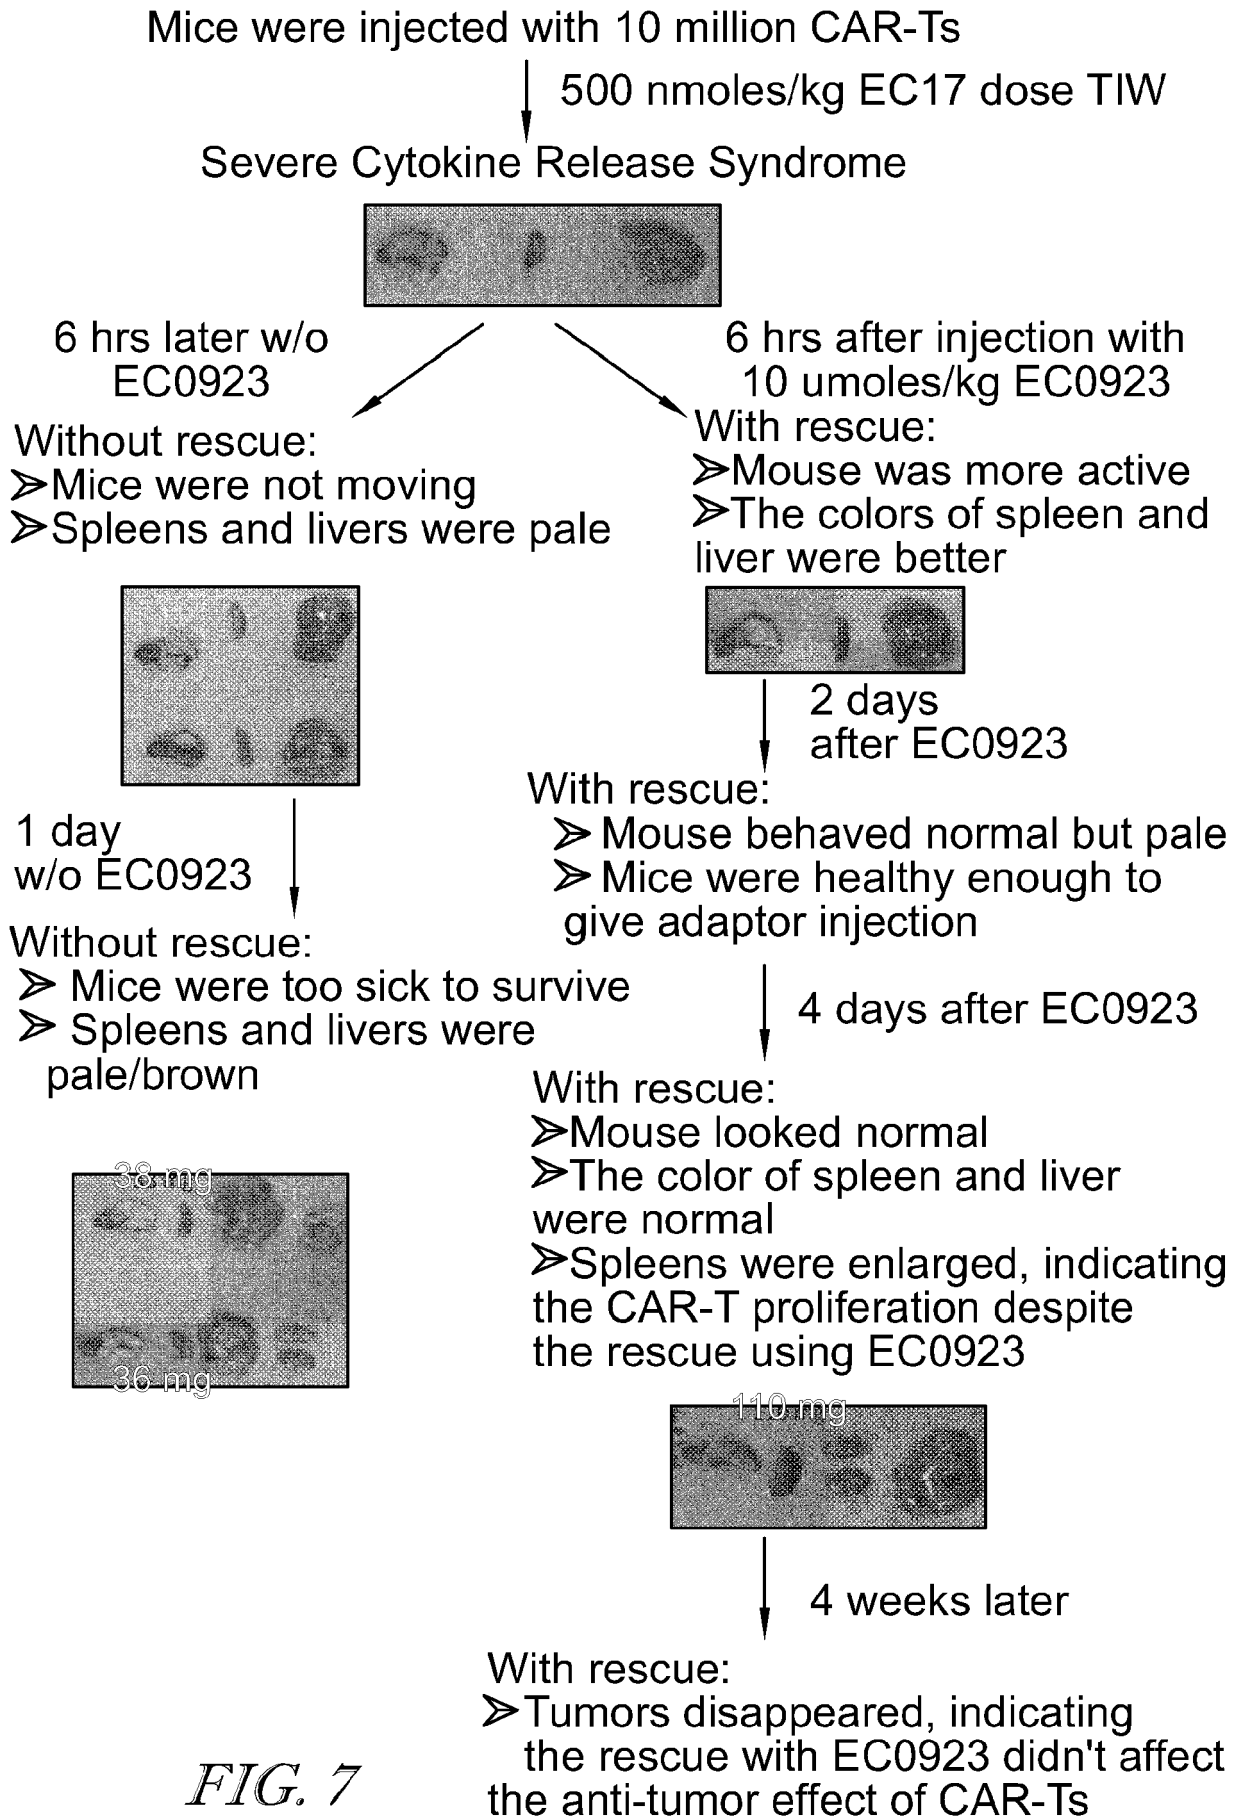 Mice were injected with 10 million CAR-Ts
500 nmoles/kg EC17 dose TIW
Severe Cytokine Release Syndrome
6 hrs later w/o
EC0923
Without rescue:
➢Mice were not moving
➢Spleens and livers were pale
1 day
w/o EC0923
Without rescue:
➢ Mice were too sick to survive
➢ Spleens and livers were
pale/brown
38 mg
36 mg
6 hrs after injection with
10 umoles/kg EC0923
With rescue:
➢Mouse was more active
➢The colors of spleen and
liver were better
2 days
after EC0923
With rescue:
➢ Mouse behaved normal but pale
➢ Mice were healthy enough to
give adaptor injection
4 days after EC0923
With rescue:
➢Mouse looked normal
➢The color of spleen and liver
were normal
➢Spleens were enlarged, indicating
the CAR-T proliferation despite
the rescue using EC0923
110 mg
4 weeks later
With rescue:
➢Tumors disappeared, indicating
the rescue with EC0923 didn't affect
the anti-tumor effect of CAR-Ts
FIG. 7